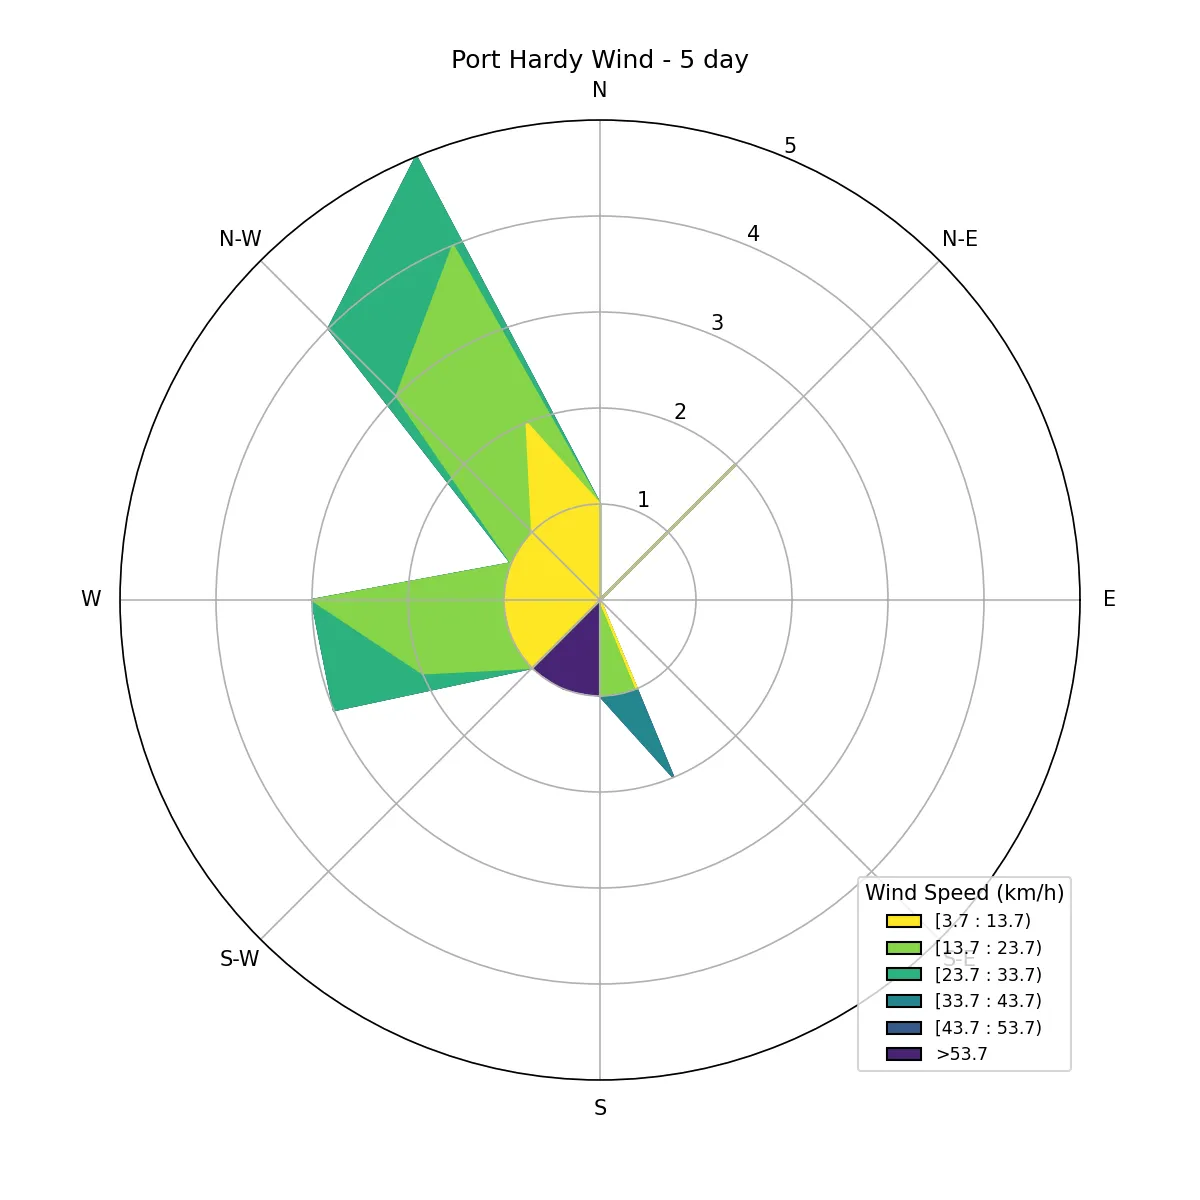 Port Hardy Wind - 5 day
N
5
N-W
4
N-E
3
2
1
W
E
Wind Speed (km/h)
[3.7 : 13.7)
[13.7 : 23.7)
S-W
S-E
[23.7 : 33.7)
[33.7 : 43.7)
[43.7 : 53.7)
>53.7
S